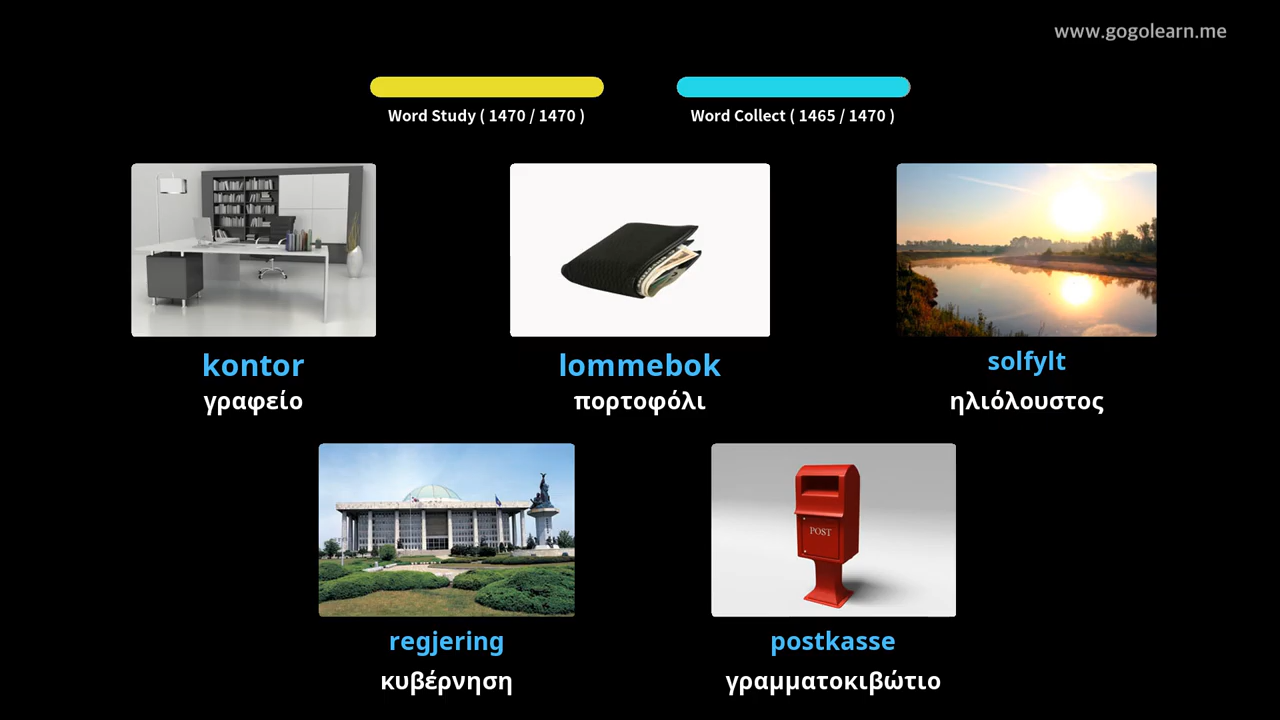 www.gogolearn.me
Word Study ( 1470 / 1470 )
Word Collect ( 1465 / 1470 )
kontor
γραφείο
lommebok
πορτοφόλι
solfylt
ηλιόλουστος
POST
regjering
κυβέρνηση
postkasse
γραμματοκιβώτιο